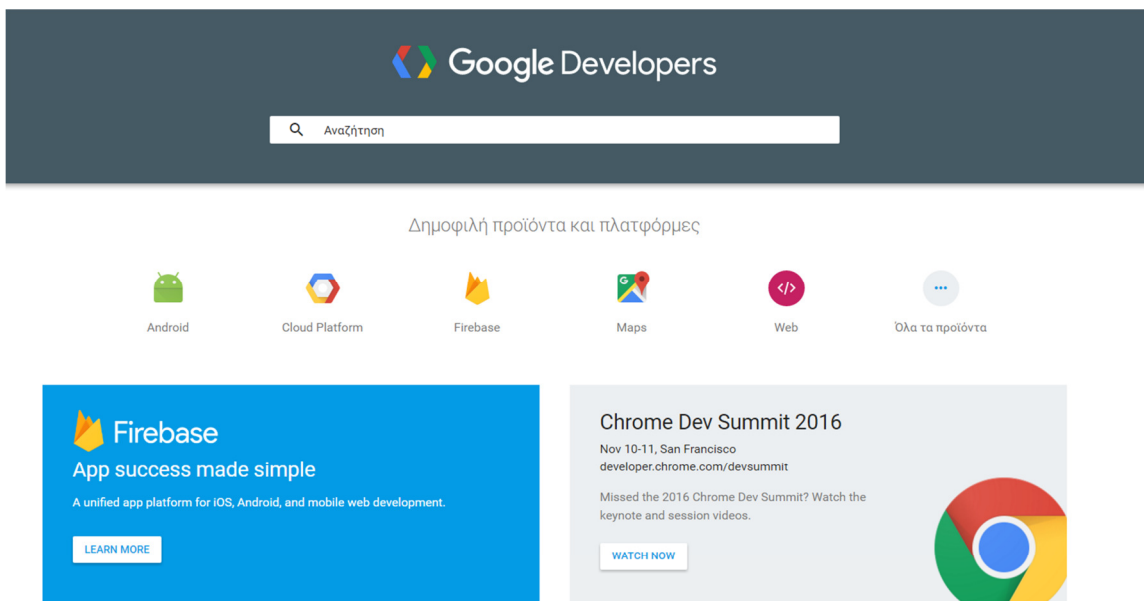 Google Developers
Αναζήτηση
Δημοφιλή προϊόντα και πλατφόρμες
G
</>
Android
Cloud Platform
Firebase
Maps
Web
Όλα τα προϊόντα
Firebase
App success made simple
A unified app platform for iOS, Android, and mobile web development.
LEARN MORE
Chrome Dev Summit 2016
Nov 10-11, San Francisco
developer.chrome.com/devsummit
Missed the 2016 Chrome Dev Summit? Watch the
keynote and session videos.
WATCH NOW